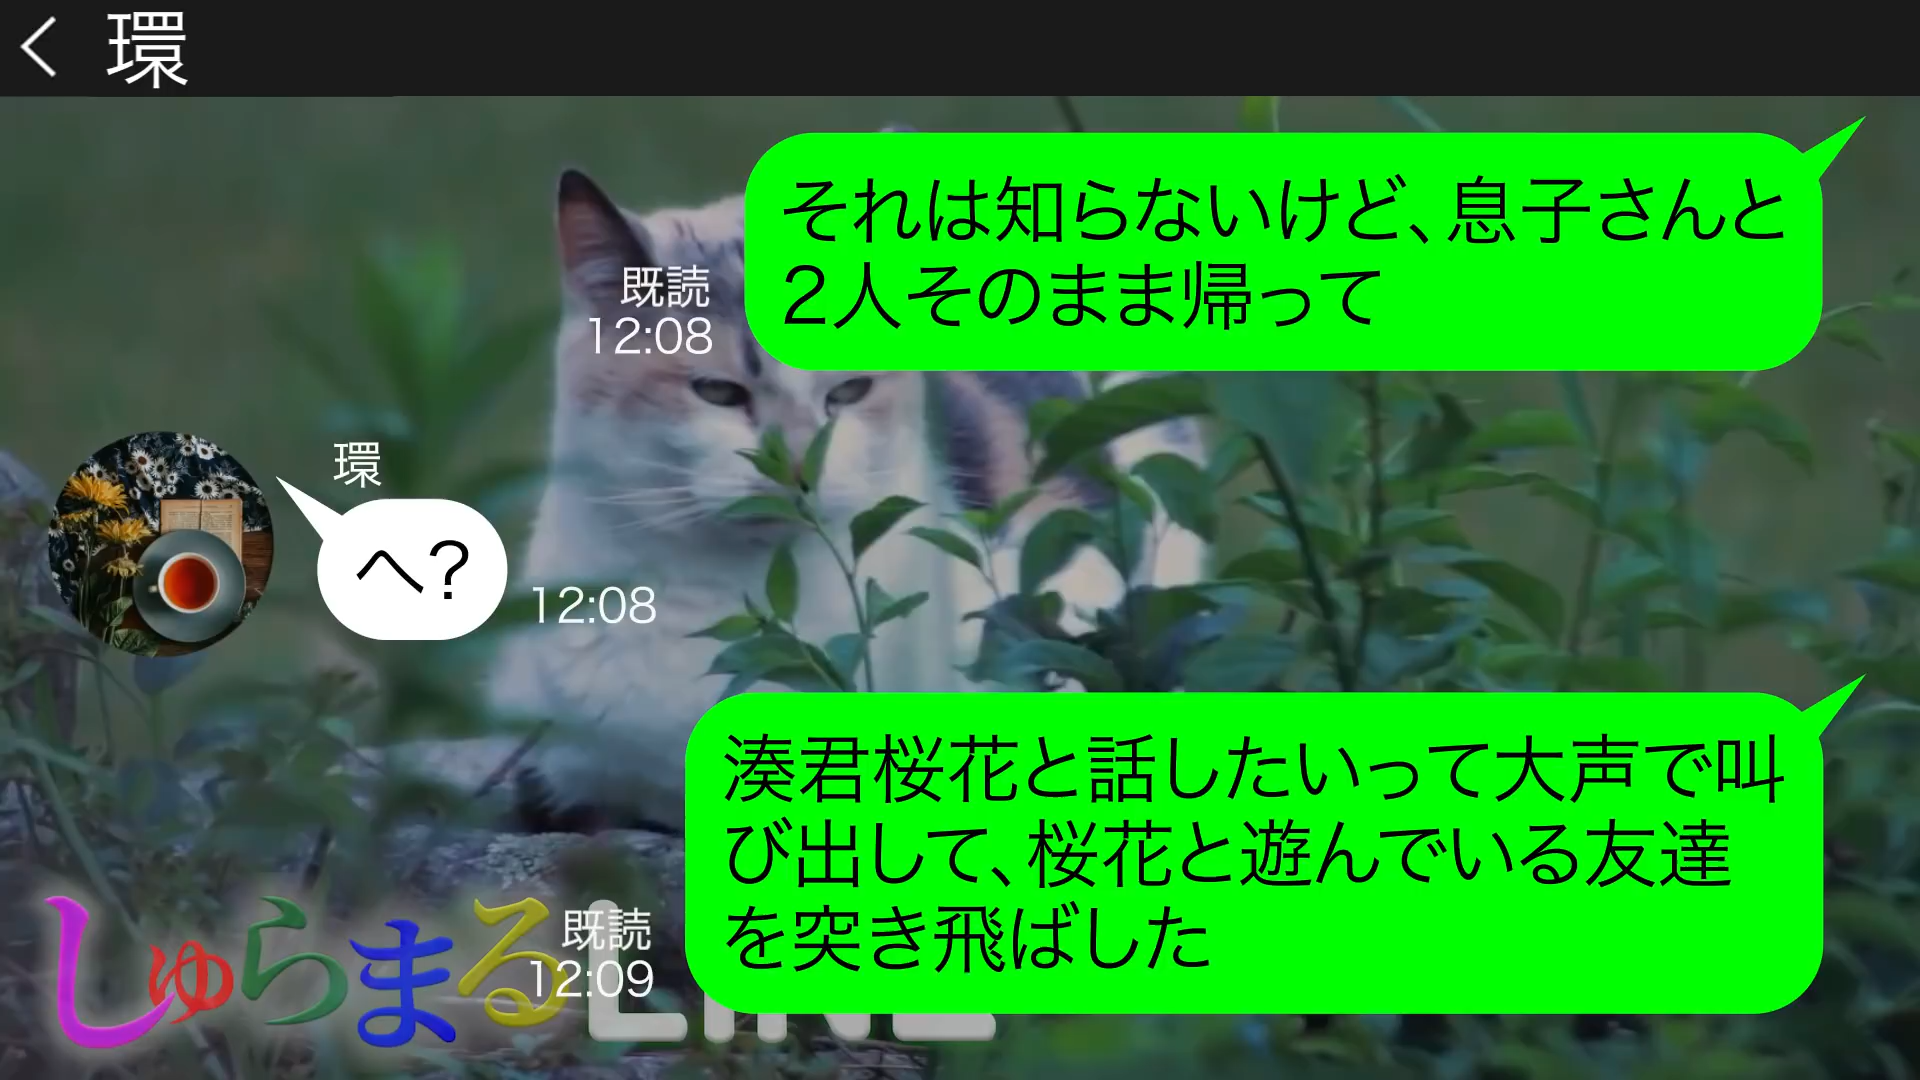 環
それは知らないけど、息子さんと
2人そのまま帰って
既読
12:08
環
へ?
12:08
湊君桜花と話したいって大声で叫
び出して、桜花と遊んでいる友達
を突き飛ばした
既読
12:09
しゅらまる
LINE